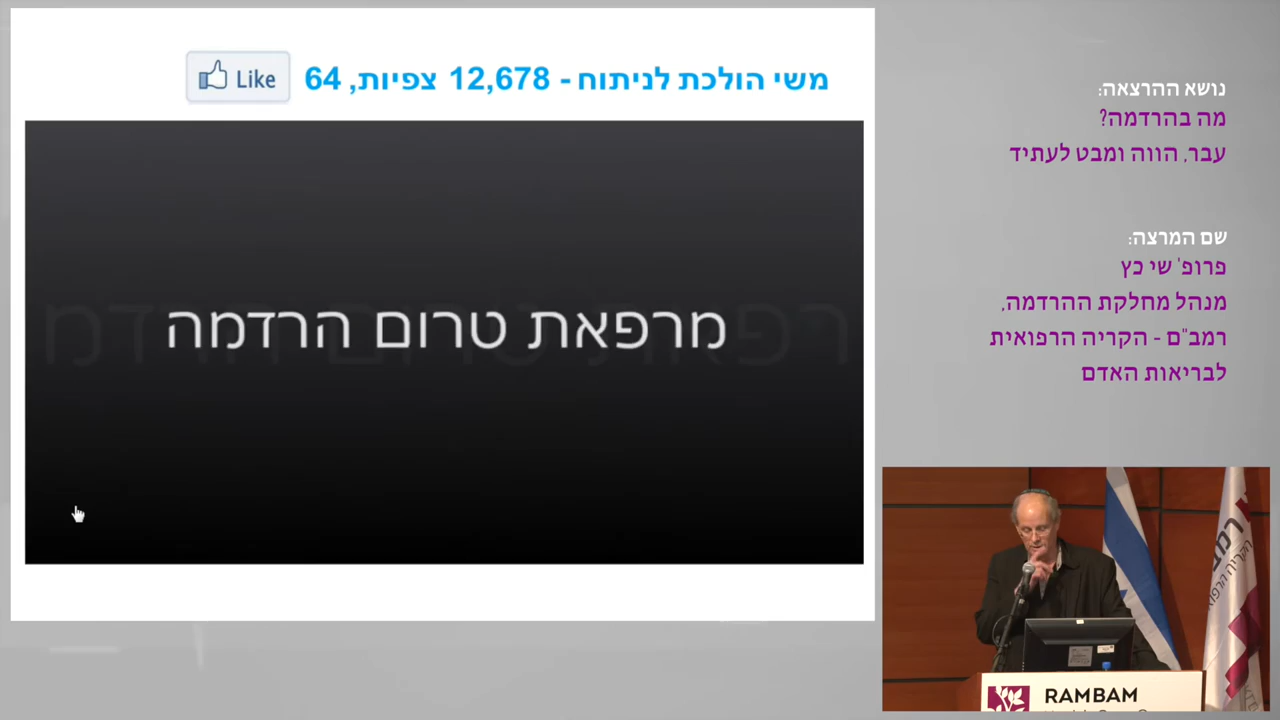 משי הולכת לניתוח - 12,678 צפיות, 64
Like
מרפאת טרום הרדמה
נושא ההרצאה:
מה בהרדמה?
עבר, הווה ומבט לעתיד
שם המרצה:
פרופ' שי כץ
מנהל מחלקת ההרדמה,
רמב"ם - הקריה הרפואית
לבריאות האדם
RAMBAM